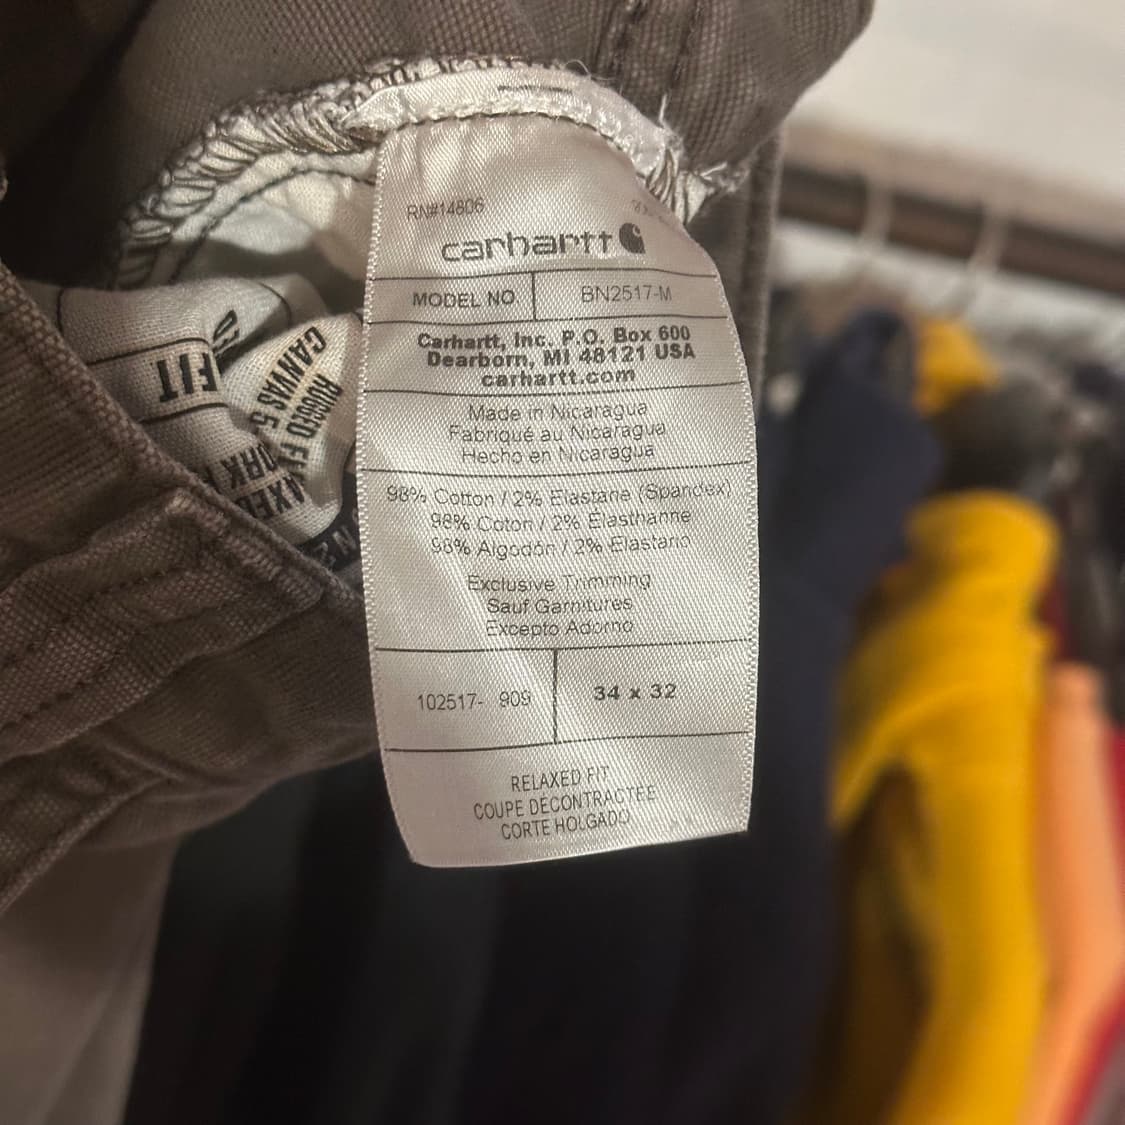 RN#14806
carhartt
MODEL NO BN2517-M
Carhartt, Inc. P.O. Box 600
Dearborn, MI 48121 USA
carhartt.com
Made in Nicaragua
Fabriqué au Nicaragua
Hecho en Nicaragua
98% Cotton / 2% Elastane (Spandex)
98% Coton / 2% Élasthanne
98% Algodón / 2% Elastano
Exclusive Trimming
Sauf Garnitures
Excepto Adorno
102517- 909 34 x 32
RELAXED FIT
COUPE DÉCONTRACTÉE
CORTE HOLGADO
FIT
RUGGED
CANVAS 5-